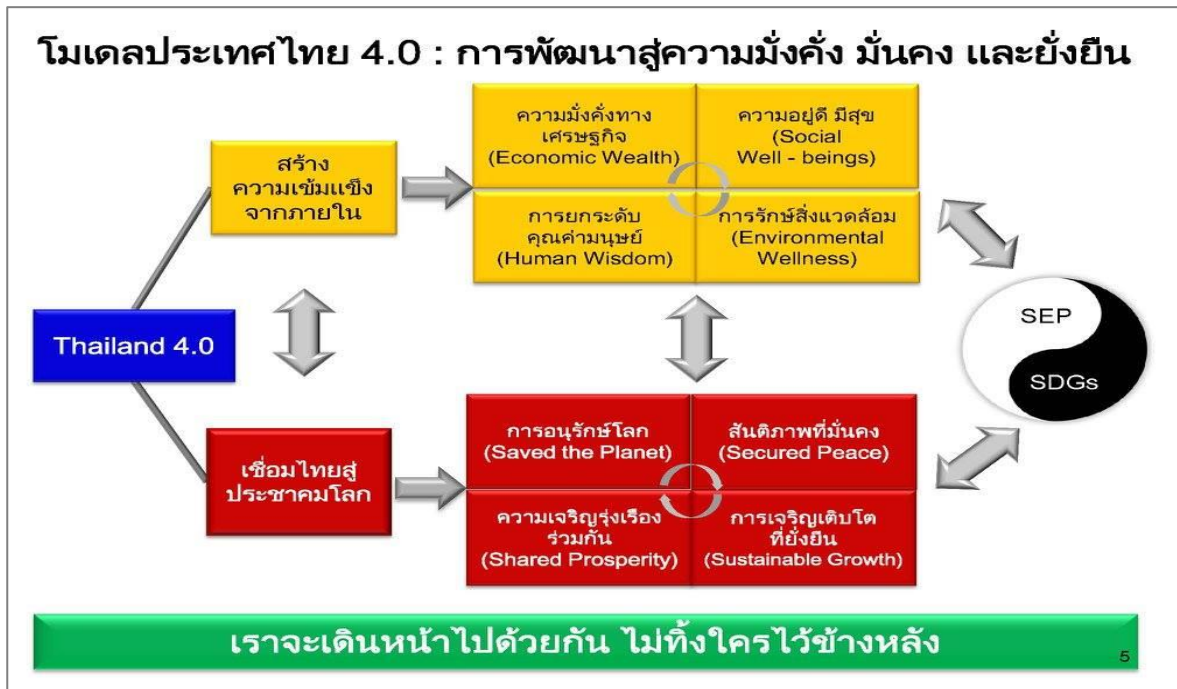 โมเดลประเทศไทย 4.0 : การพัฒนาสู่ความมั่งคั่ง มั่นคง และยั่งยืน
สร้าง
ความเข้มแข็ง
จากภายใน
ความมั่งคั่งทาง
เศรษฐกิจ
(Economic Wealth)
ความอยู่ดี มีสุข
(Social
Well - beings)
การยกระดับ
คุณค่ามนุษย์
(Human Wisdom)
การรักษ์สิ่งแวดล้อม
(Environmental
Wellness)
Thailand 4.0
SEP
SDGs
เชื่อมไทยสู่
ประชาคมโลก
การอนุรักษ์โลก
(Saved the Planet)
สันติภาพที่มั่นคง
(Secured Peace)
ความเจริญรุ่งเรือง
ร่วมกัน
(Shared Prosperity)
การเจริญเติบโต
ที่ยั่งยืน
(Sustainable Growth)
เราจะเดินหน้าไปด้วยกัน ไม่ทิ้งใครไว้ข้างหลัง
5